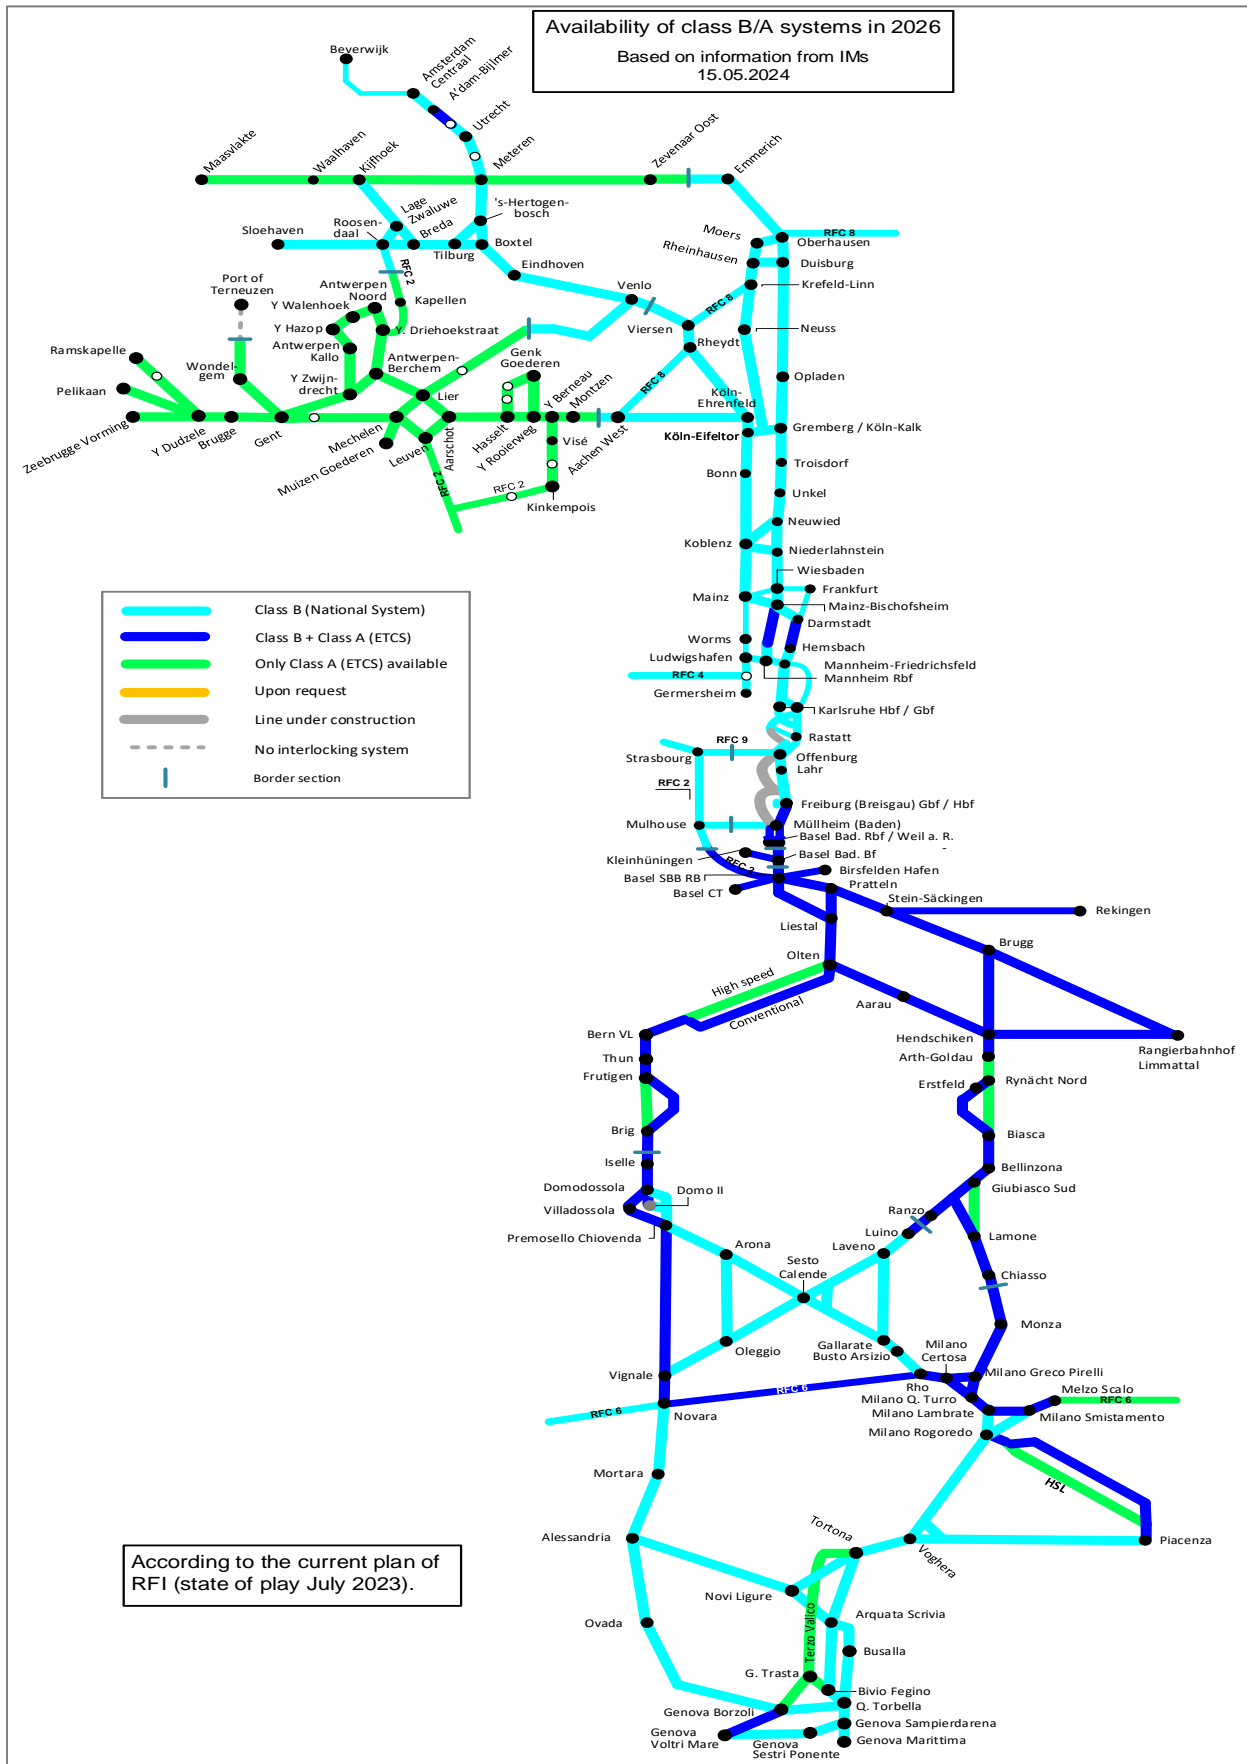 Availability of class B/A systems in 2026
Based on information from IMs
15.05.2024
Beverwijk
Amsterdam
Centraal
A'dam-Bijlmer
Utrecht
Maasvlakte
Waalhaven
Kijfhoek
Meteren
Zevenaar Oost
Emmerich
Lage
Zwaluwe
's-Hertogen-
bosch
Roosen-
daal
Sloehaven
Breda
Tilburg
Boxtel
Moers
RFC 8
Oberhausen
Rheinhausen
Duisburg
RFC 2
Eindhoven
Port of
Terneuzen
Antwerpen
Noord
Kapellen
Venlo
Krefeld-Linn
Y Walenhoek
RFC 8
Y Hazop
Y. Driehoekstraat
Viersen
Neuss
Ramskapelle
Antwerpen
Kallo
Genk
Goederen
Rheydt
Wondel-
gem
Antwerpen-
Berchem
Pelikaan
Y Zwijn-
drecht
Lier
Y Berneau
Montzen
RFC 8
Opladen
Köln-
Ehrenfeld
Zeebrugge Vorming
Y Dudzele
Brugge
Gent
Mechelen
Muizen Goederen
Leuven
Aarschot
Hasselt
Y Rooierweg
Visé
Aachen West
Köln-Eifeltor
Gremberg / Köln-Kalk
Troisdorf
Bonn
RFC 2
RFC 2
Kinkempois
Unkel
Neuwied
Koblenz
Niederlahnstein
Wiesbaden
Frankfurt
Mainz
Mainz-Bischofsheim
Darmstadt
Worms
Hemsbach
Ludwigshafen
Mannheim-Friedrichsfeld
RFC 4
Mannheim Rbf
Germersheim
Karlsruhe Hbf / Gbf
Class B (National System)
Class B + Class A (ETCS)
Only Class A (ETCS) available
Upon request
Line under construction
No interlocking system
Border section
RFC 9
Rastatt
Strasbourg
Offenburg
Lahr
RFC 2
Freiburg (Breisgau) Gbf / Hbf
Mulhouse
Müllheim (Baden)
Basel Bad. Rbf / Weil a. R.
Kleinhüningen
Basel Bad. Bf
RFC 2
Basel SBB RB
Birsfelden Hafen
Basel CT
Pratteln
Stein-Säckingen
Rekingen
Liestal
Brugg
Olten
High speed
Conventional
Aarau
Bern VL
Hendschiken
Rangierbahnhof
Limmattal
Thun
Arth-Goldau
Frutigen
Erstfeld
Rynächt Nord
Brig
Biasca
Iselle
Bellinzona
Domodossola
Domo II
Giubiasco Sud
Villadossola
Ranzo
Premosello Chiovenda
Luino
Lamone
Arona
Laveno
Sesto
Calende
Chiasso
Monza
Oleggio
Gallarate
Busto Arsizio
Milano
Certosa
Vignale
Rho
Milano Greco Pirelli
RFC 6
Milano Q. Turro
Melzo Scalo
RFC 6
RFC 6
Novara
Milano Lambrate
Milano Smistamento
Milano Rogoredo
Mortara
HSL
Tortona
Alessandria
Voghera
Piacenza
According to the current plan of
RFI (state of play July 2023).
Novi Ligure
Terzo Valico
Arquata Scrivia
Ovada
Busalla
G. Trasta
Bivio Fegino
Q. Torbella
Genova Borzoli
Genova Sampierdarena
Genova
Voltri Mare
Genova
Sestri Ponente
Genova Marittima